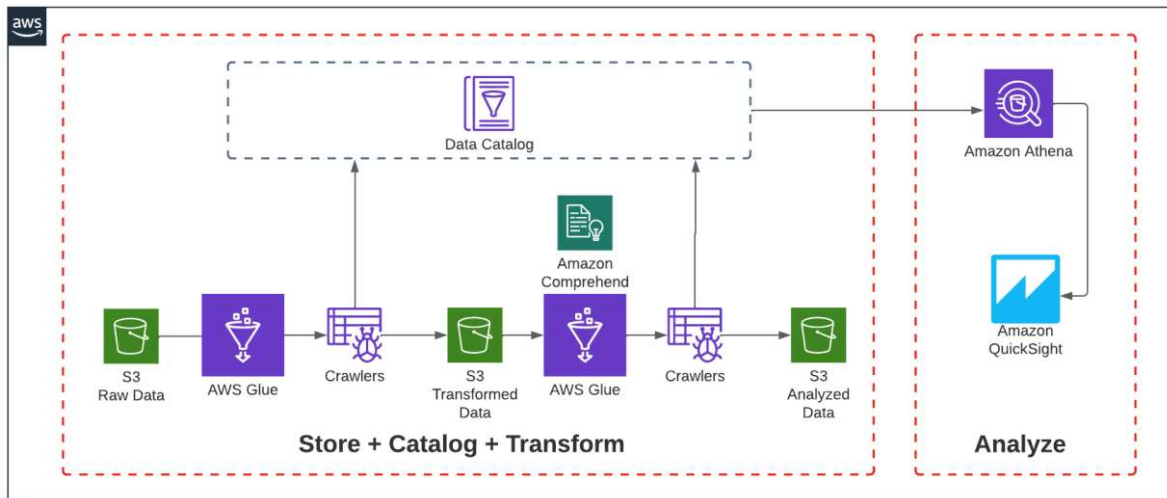 aws
Data Catalog
Amazon Athena
Amazon
Comprehend
Amazon
QuickSight
S3
Raw Data
AWS Glue
Crawlers
S3
Transformed
Data
AWS Glue
Crawlers
S3
Analyzed
Data
Store + Catalog + Transform
Analyze